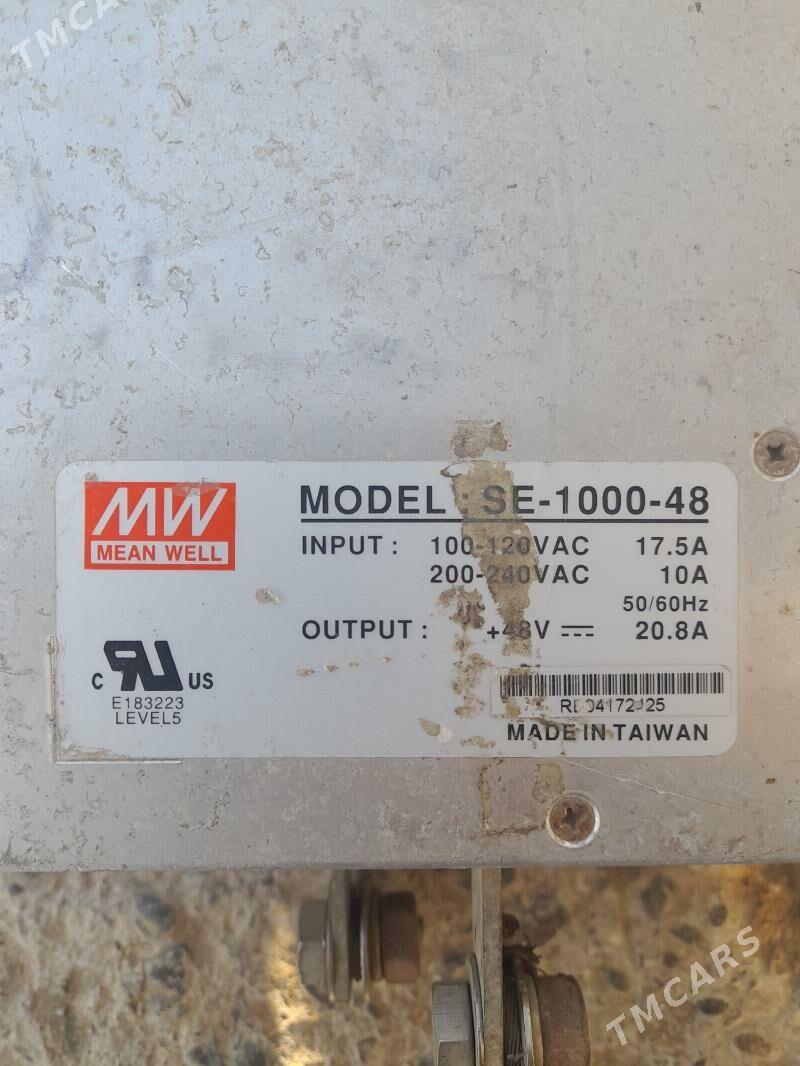 TMCARS
MW
MEAN WELL
MODEL : SE-1000-48
INPUT : 100-120VAC 17.5A
200-240VAC 10A
50/60Hz
OUTPUT : +48V 20.8A
C US
E183223
LEVEL5
MADE IN TAIWAN
TMCARS